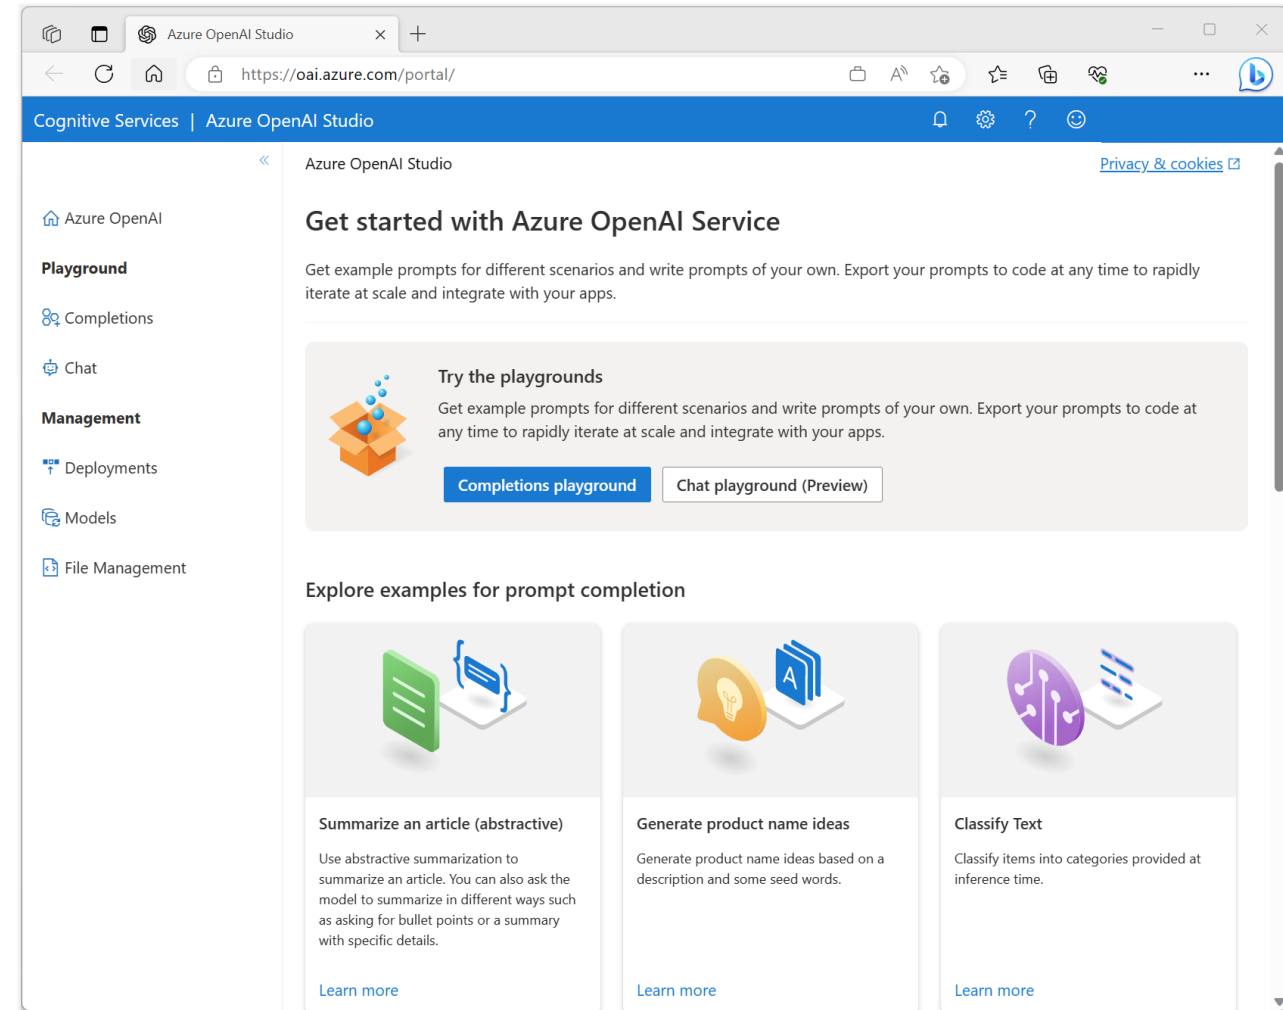 Azure OpenAI Studio
https://oai.azure.com/portal/
Cognitive Services | Azure OpenAI Studio
Azure OpenAI Studio
Privacy & cookies
Azure OpenAI
Playground
Completions
Chat
Management
Deployments
Models
File Management
Get started with Azure OpenAI Service
Get example prompts for different scenarios and write prompts of your own. Export your prompts to code at any time to rapidly
iterate at scale and integrate with your apps.
Try the playgrounds
Get example prompts for different scenarios and write prompts of your own. Export your prompts to code at
any time to rapidly iterate at scale and integrate with your apps.
Completions playground
Chat playground (Preview)
Explore examples for prompt completion
A
Summarize an article (abstractive)
Use abstractive summarization to
summarize an article. You can also ask the
model to summarize in different ways such
as asking for bullet points or a summary
with specific details.
Learn more
Generate product name ideas
Generate product name ideas based on a
description and some seed words.
Learn more
Classify Text
Classify items into categories provided at
inference time.
Learn more